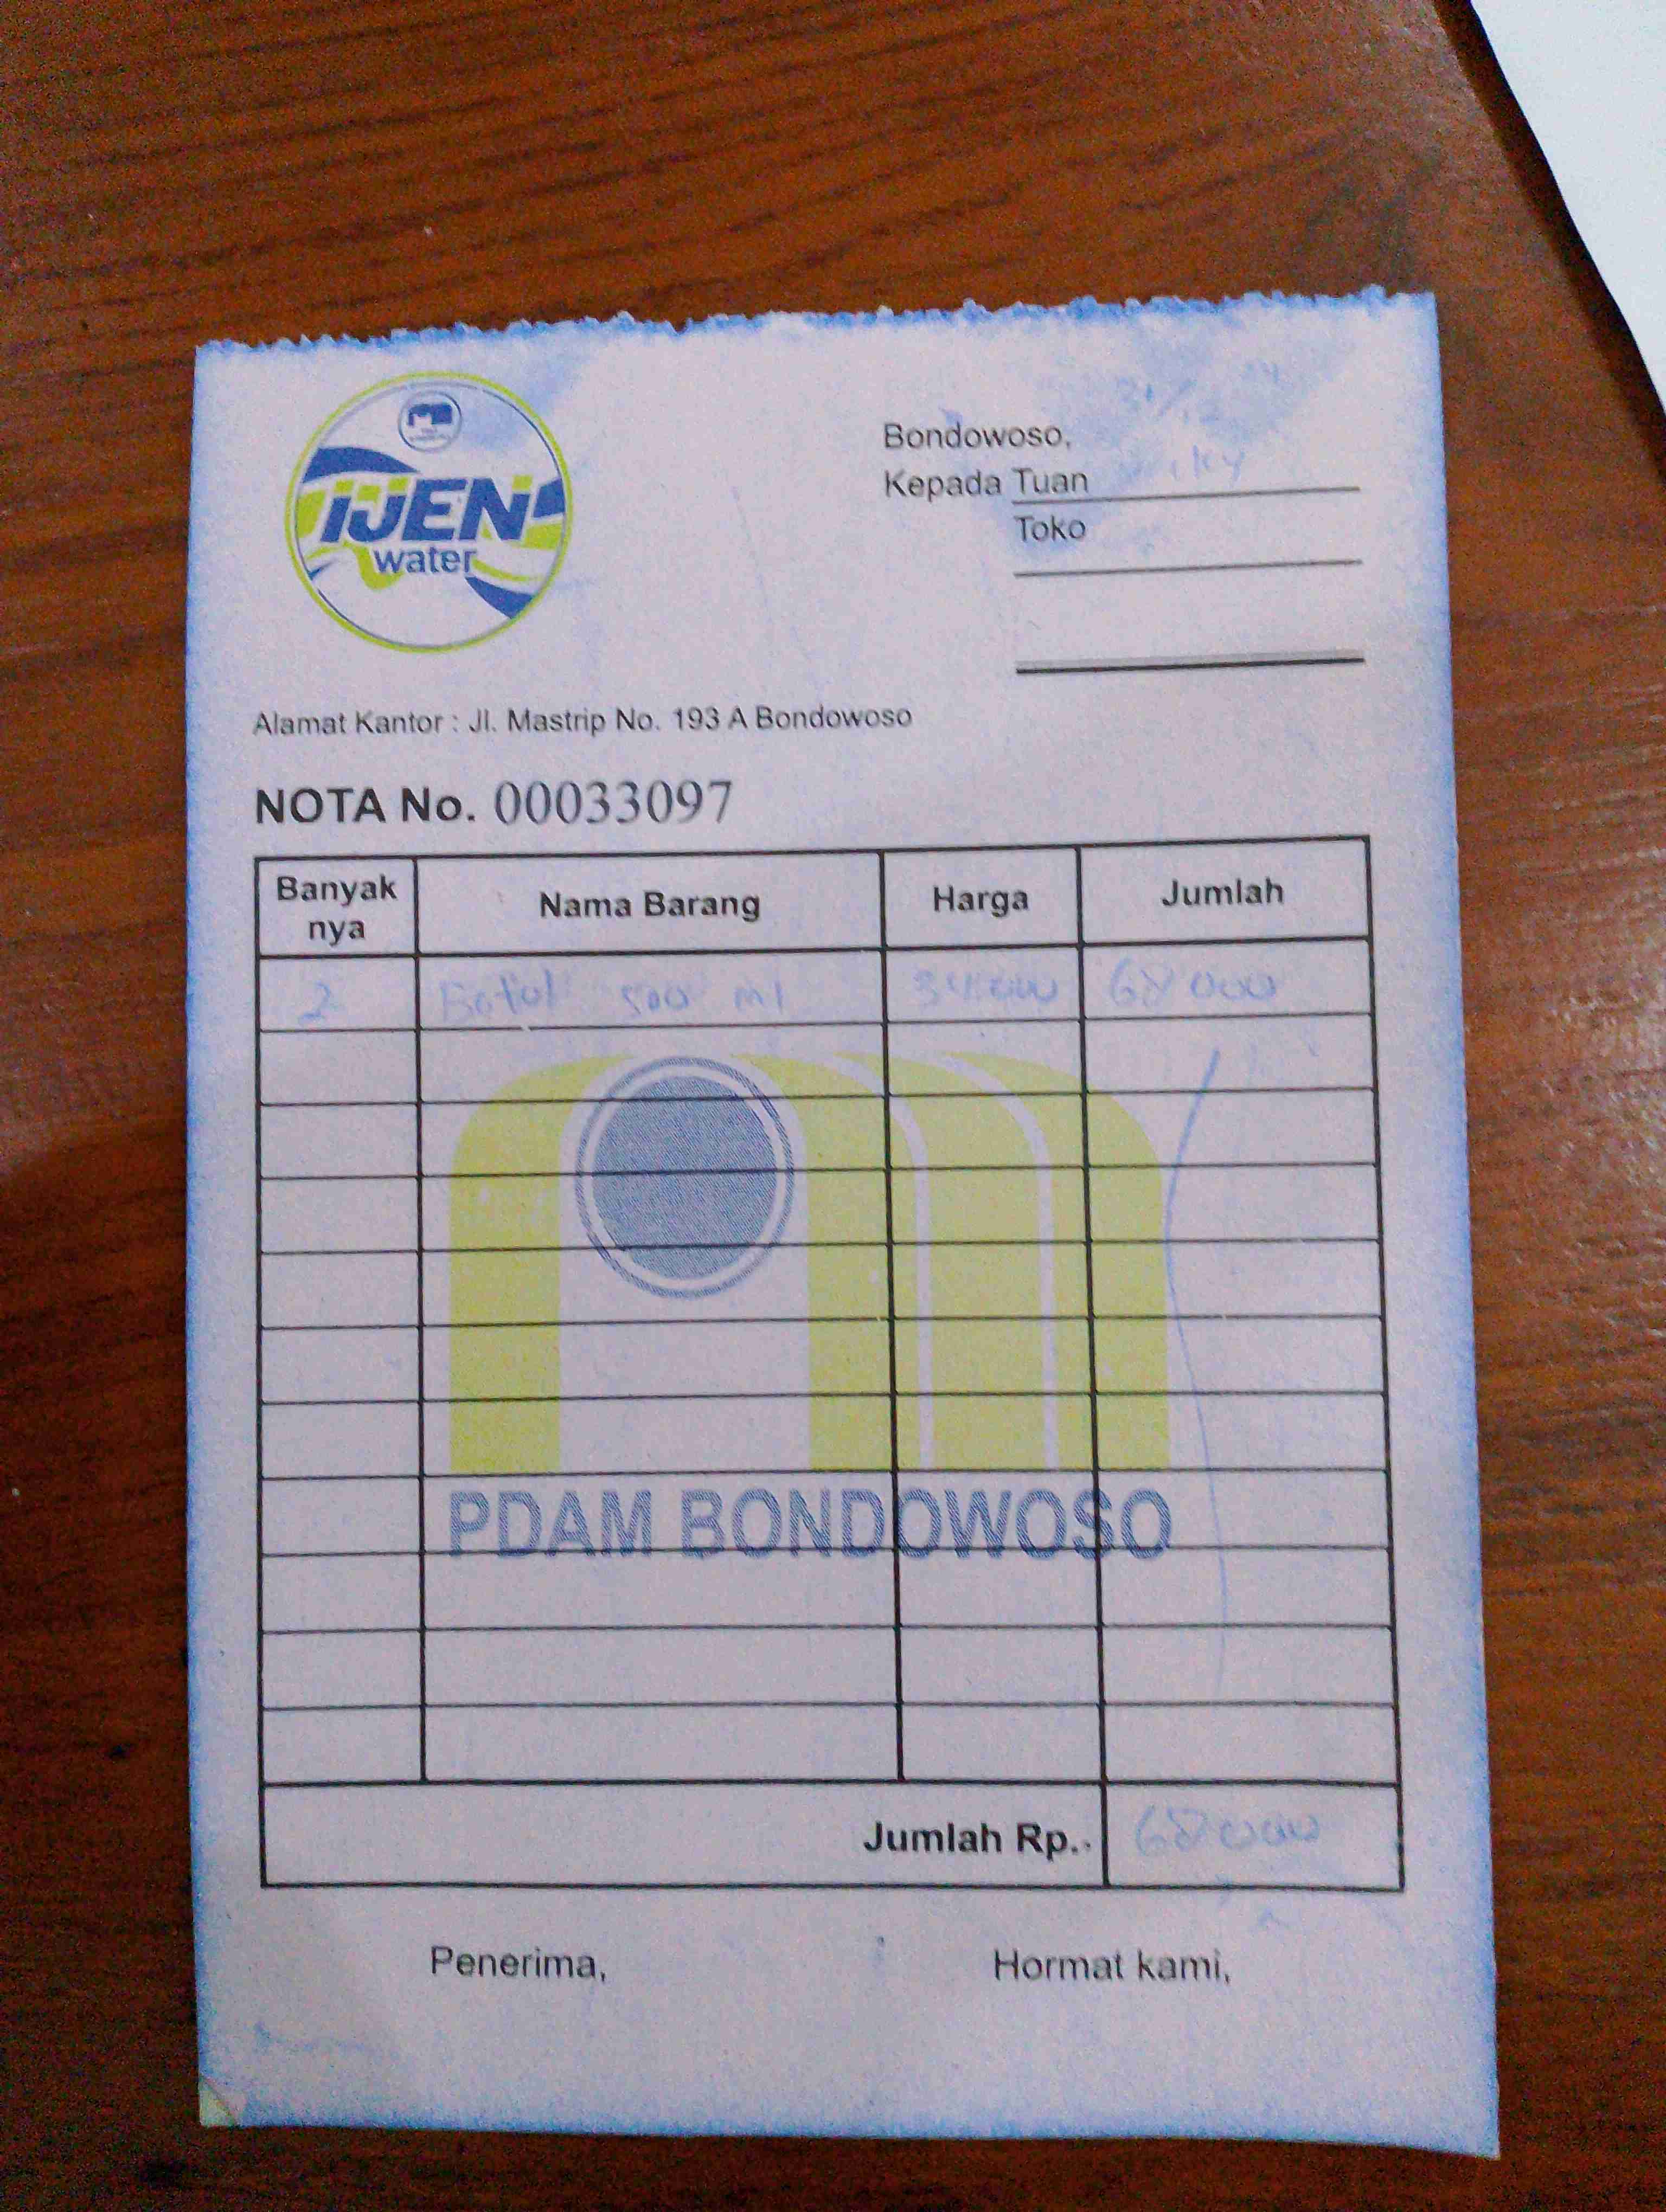 IJEN
water
Bondowoso, 31/12
Kepada Tuan
Toko
Alamat Kantor : Jl. Mastrip No. 193 A Bondowoso
NOTA No. 00033097
Banyak nya Nama Barang Harga Jumlah
2 Botol 500 ml 34.000 68 000
PDAM BONDOWOSO
Jumlah Rp.. 68 000
Penerima, Hormat kami,